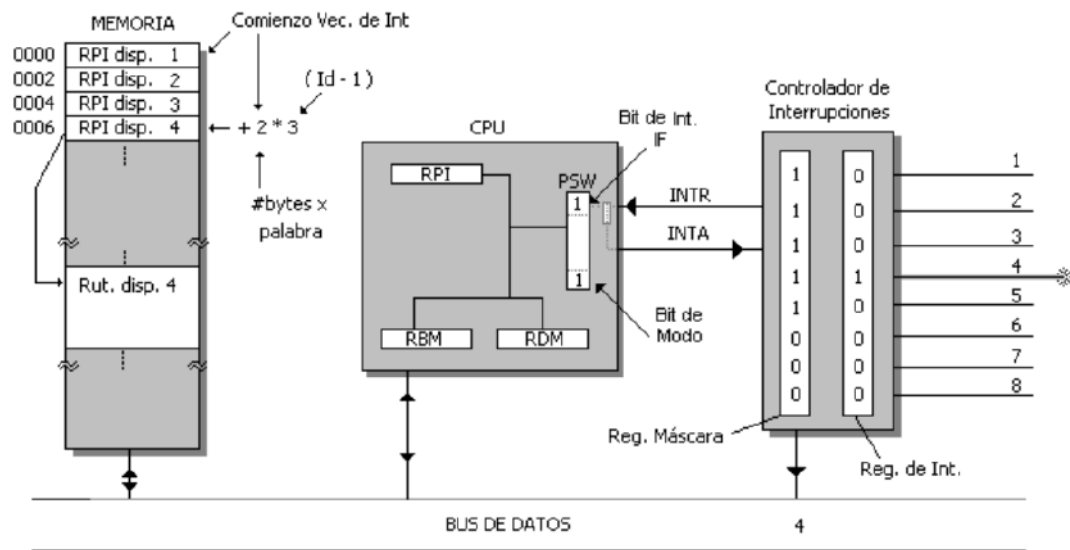 MEMORIA
Comienzo Vec. de Int
0000 RPI disp. 1
0002 RPI disp. 2
0004 RPI disp. 3
0006 RPI disp. 4
(Id - 1)
+ 2 * 3
#bytes x
palabra
Rut. disp. 4
CPU
Bit de Int.
IF
RPI
PSW
1
1
RBM
RDM
Bit de
Modo
INTR
INTA
Controlador de
Interrupciones
1 0 1
1 0 2
1 0 3
1 1 4
1 0 5
0 0 6
0 0 7
0 0 8
Reg. Máscara
Reg. de Int.
BUS DE DATOS
4